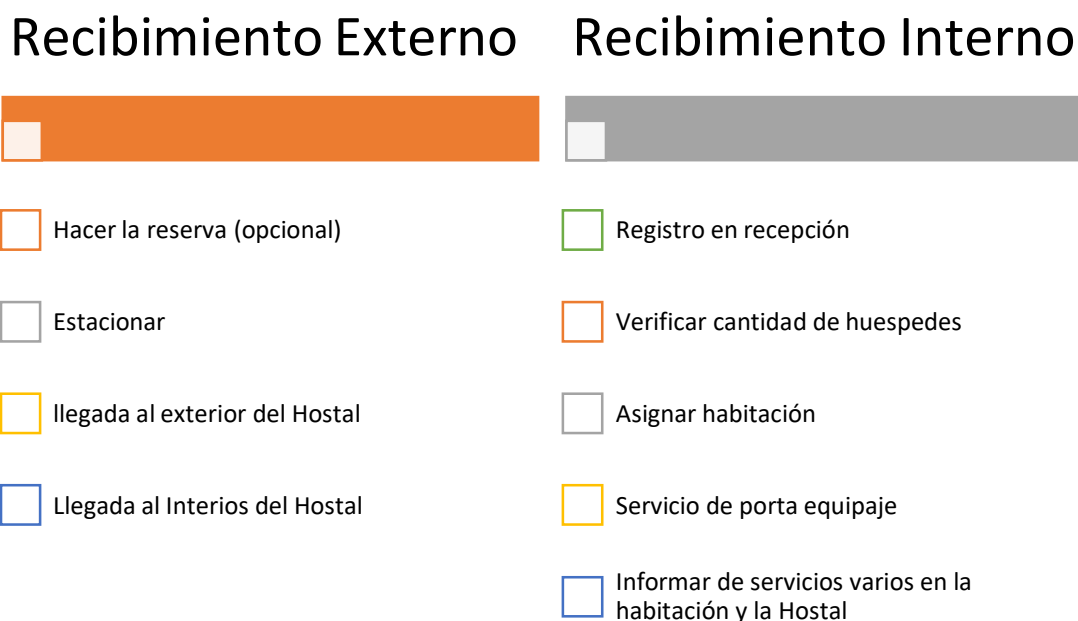 Recibimiento Externo
Hacer la reserva (opcional)
Estacionar
llegada al exterior del Hostal
Llegada al Interios del Hostal
Recibimiento Interno
Registro en recepción
Verificar cantidad de huespedes
Asignar habitación
Servicio de porta equipaje
Informar de servicios varios en la
habitación y la Hostal